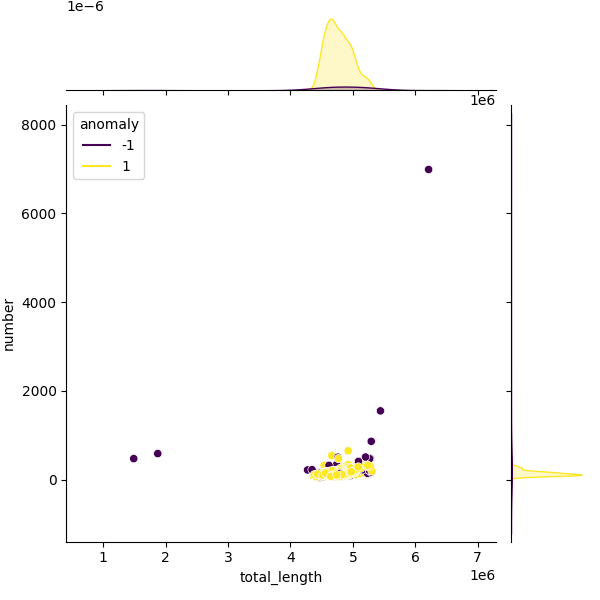 1e−6
1e6
anomaly
-1
1
8000
6000
4000
2000
0
number
1 2 3 4 5 6 7
1e6
total_length